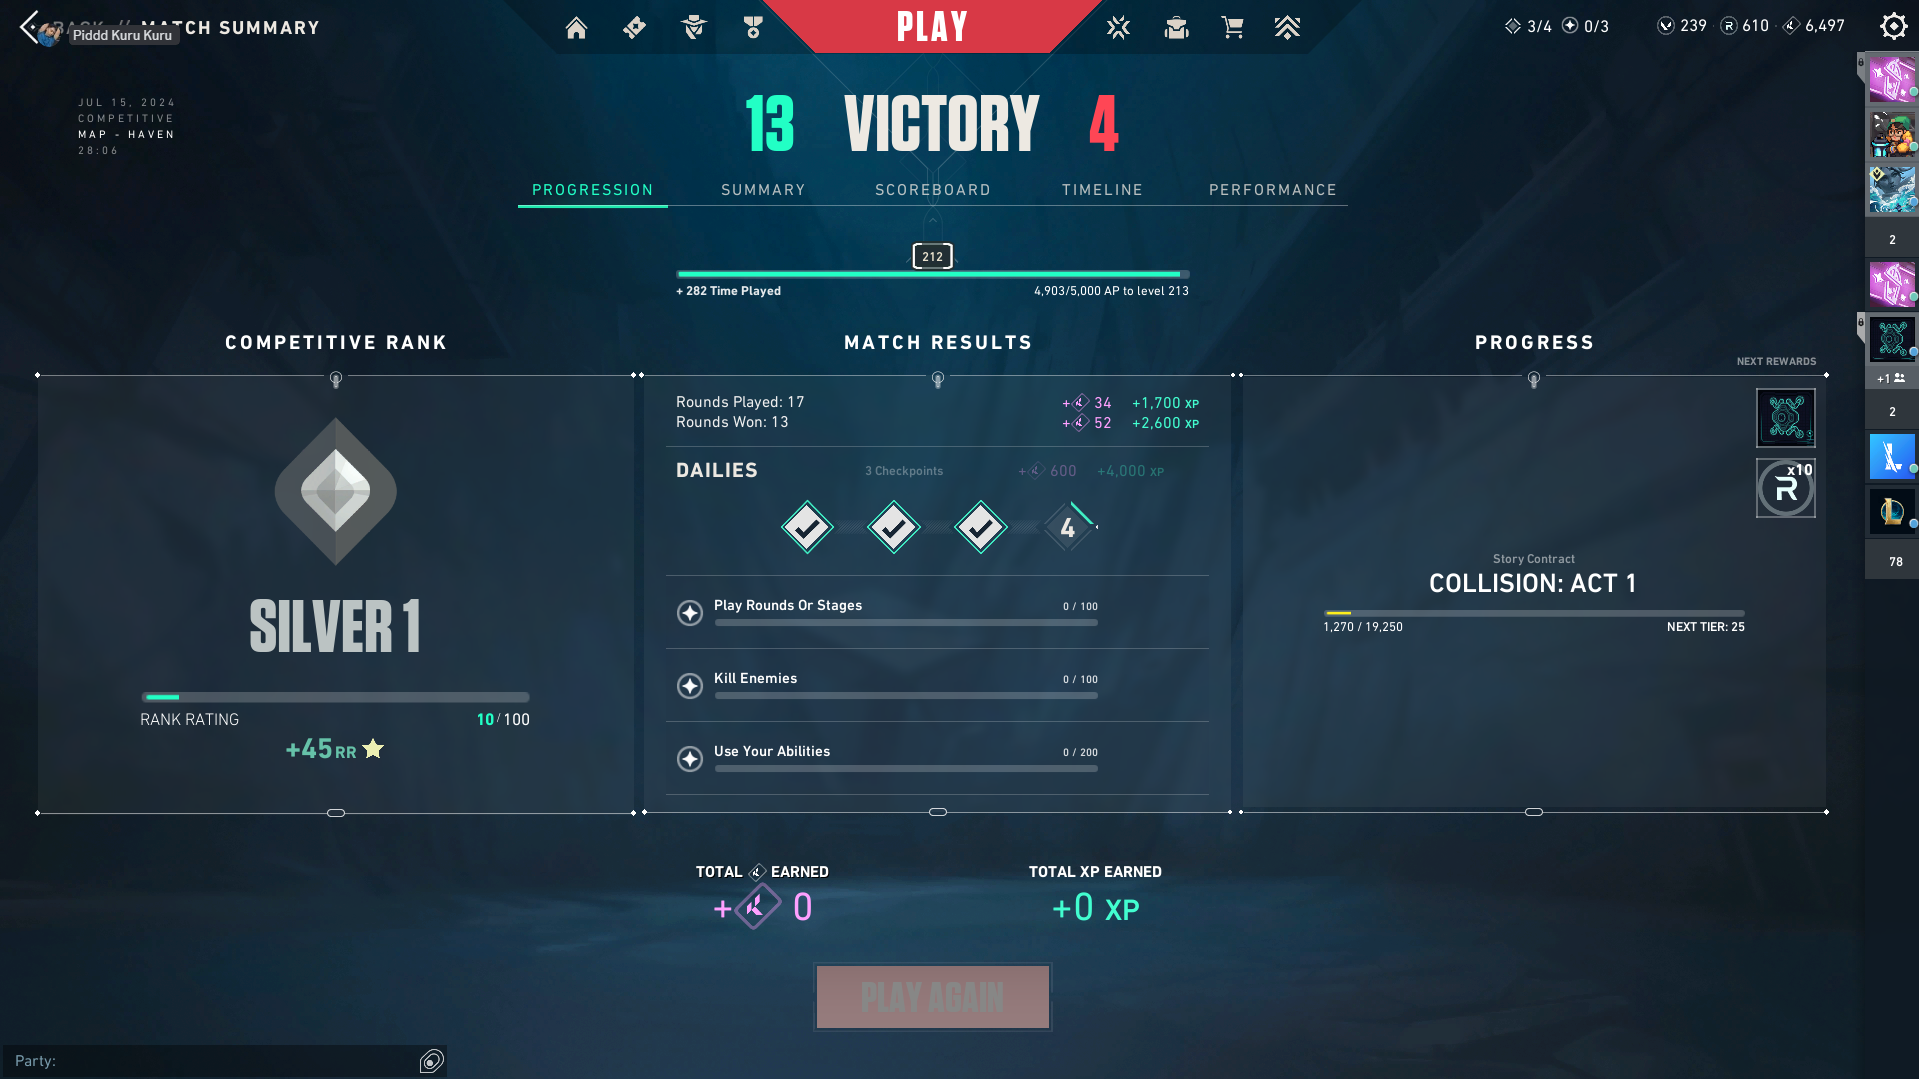 BACK // MATCH SUMMARY
Piddd Kuru Kuru
PLAY
3/4
0/3
239
610
6,497
JUL 15, 2024
COMPETITIVE
MAP - HAVEN
28:06
13 VICTORY 4
PROGRESSION
SUMMARY
SCOREBOARD
TIMELINE
PERFORMANCE
212
+ 282 Time Played
4,903/5,000 AP to level 213
COMPETITIVE RANK
SILVER 1
RANK RATING
10 / 100
+45 RR
MATCH RESULTS
Rounds Played: 17
+ 34 +1,700 XP
Rounds Won: 13
+ 52 +2,600 XP
DAILIES
3 Checkpoints
+ 600 +4,000 XP
4
Play Rounds Or Stages
0 / 100
Kill Enemies
0 / 100
Use Your Abilities
0 / 200
PROGRESS
NEXT REWARDS
x10
R
Story Contract
COLLISION: ACT 1
1,270 / 19,250
NEXT TIER: 25
2
+1
2
78
TOTAL EARNED
+ 0
TOTAL XP EARNED
+0 XP
PLAY AGAIN
Party: